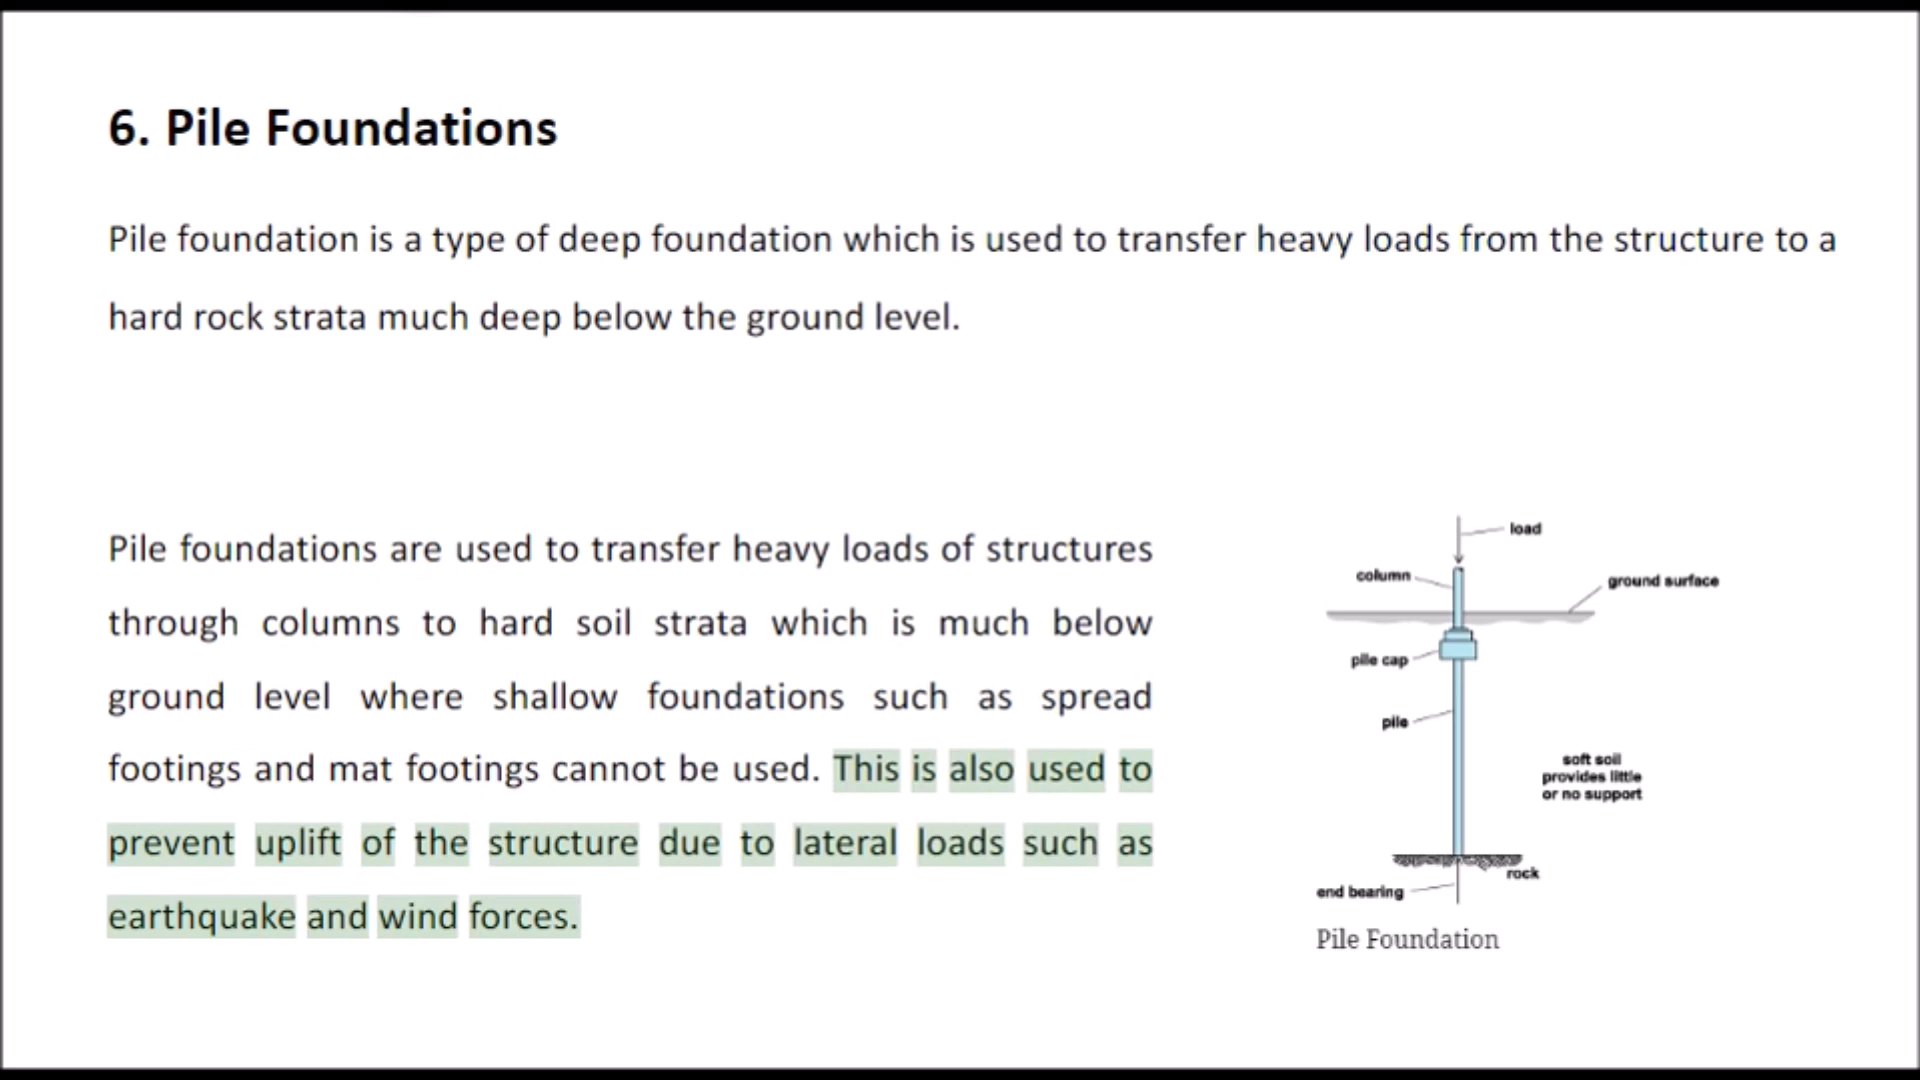 6. Pile Foundations
Pile foundation is a type of deep foundation which is used to transfer heavy loads from the structure to a
hard rock strata much deep below the ground level.
Pile foundations are used to transfer heavy loads of structures
through columns to hard soil strata which is much below
ground level where shallow foundations such as spread
footings and mat footings cannot be used. This is also used to
prevent uplift of the structure due to lateral loads such as
earthquake and wind forces.
load
column
ground surface
pile cap
pile
soft soil
provides little
or no support
rock
end bearing
Pile Foundation